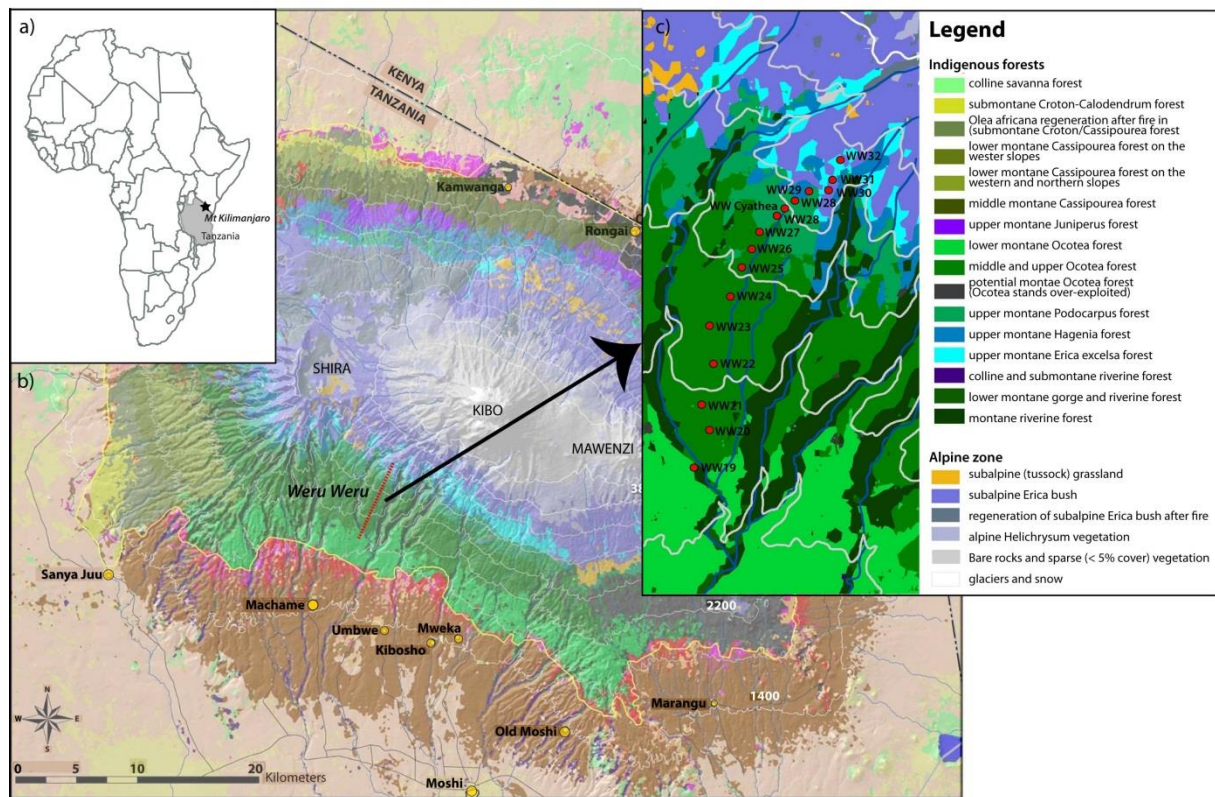 a)
Mt Kilimanjaro
Tanzania
b)
KENYA
TANZANIA
Kamwanga
Rongai
SHIRA
KIBO
MAWENZI
Weru Weru
Sanya Juu
Machame
Umbwe
Mweka
Kibosho
2200
Marangu
1400
Old Moshi
Moshi
N
W
E
S
0
5
10
20
Kilometers
c)
WW32
WW31
WW29
WW30
WW28
WW Cyathea
WW28
WW27
WW26
WW25
WW24
WW23
WW22
WW21
WW20
WW19
Legend
Indigenous forests
colline savanna forest
submontane Croton-Calodendrum forest
Olea africana regeneration after fire in
(submontane Croton/Cassipourea forest
lower montane Cassipourea forest on the
wester slopes
lower montane Cassipourea forest on the
western and northern slopes
middle montane Cassipourea forest
upper montane Juniperus forest
lower montane Ocotea forest
middle and upper Ocotea forest
potential montae Ocotea forest
(Ocotea stands over-exploited)
upper montane Podocarpus forest
upper montane Hagenia forest
upper montane Erica excelsa forest
colline and submontane riverine forest
lower montane gorge and riverine forest
montane riverine forest
Alpine zone
subalpine (tussock) grassland
subalpine Erica bush
regeneration of subalpine Erica bush after fire
alpine Helichrysum vegetation
Bare rocks and sparse (< 5% cover) vegetation
glaciers and snow